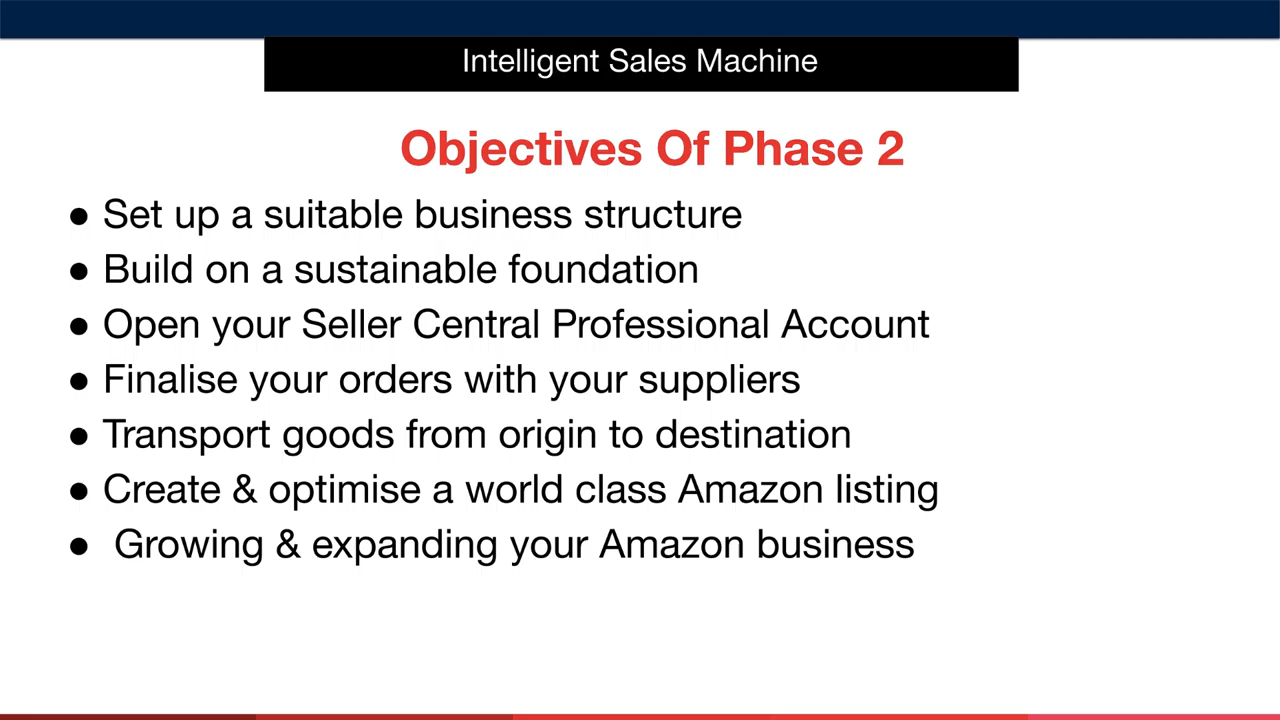 Intelligent Sales Machine
Objectives Of Phase 2
● Set up a suitable business structure
● Build on a sustainable foundation
● Open your Seller Central Professional Account
● Finalise your orders with your suppliers
● Transport goods from origin to destination
● Create & optimise a world class Amazon listing
● Growing & expanding your Amazon business